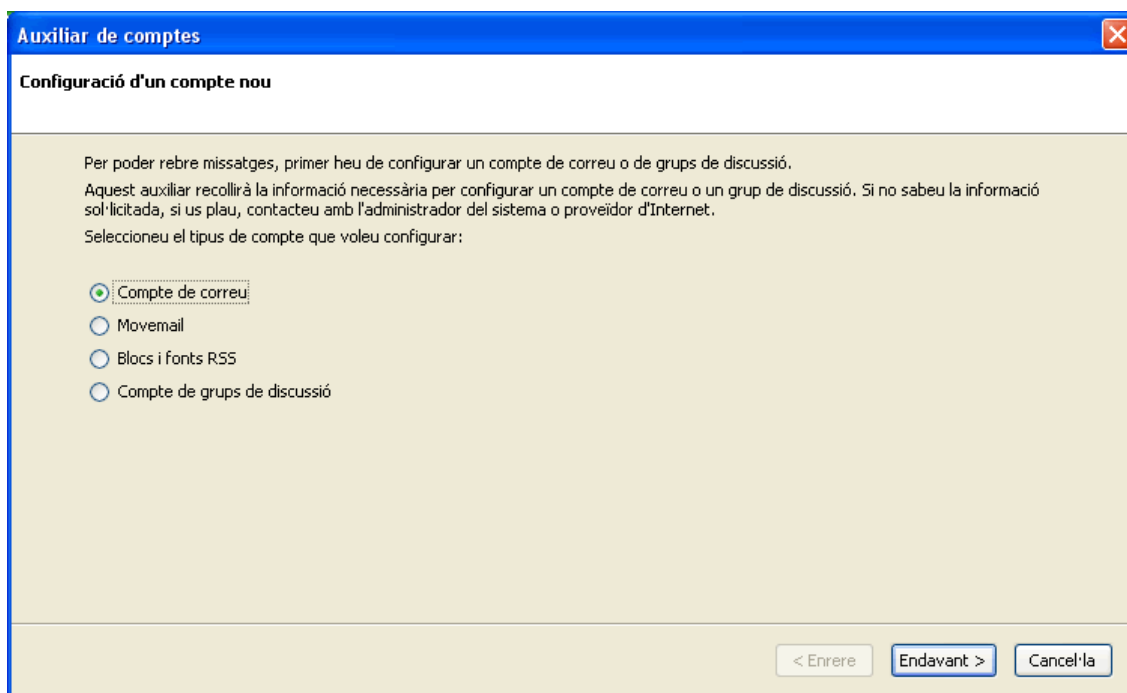 Auxiliar de comptes
Configuració d'un compte nou
Per poder rebre missatges, primer heu de configurar un compte de correu o de grups de discussió.
Aquest auxiliar recollirà la informació necessària per configurar un compte de correu o un grup de discussió. Si no sabeu la informació
sol·licitada, si us plau, contacteu amb l'administrador del sistema o proveïdor d'Internet.
Seleccioneu el tipus de compte que voleu configurar:
Compte de correu
Movemail
Blocs i fonts RSS
Compte de grups de discussió
< Enrere Endavant > Cancel·la